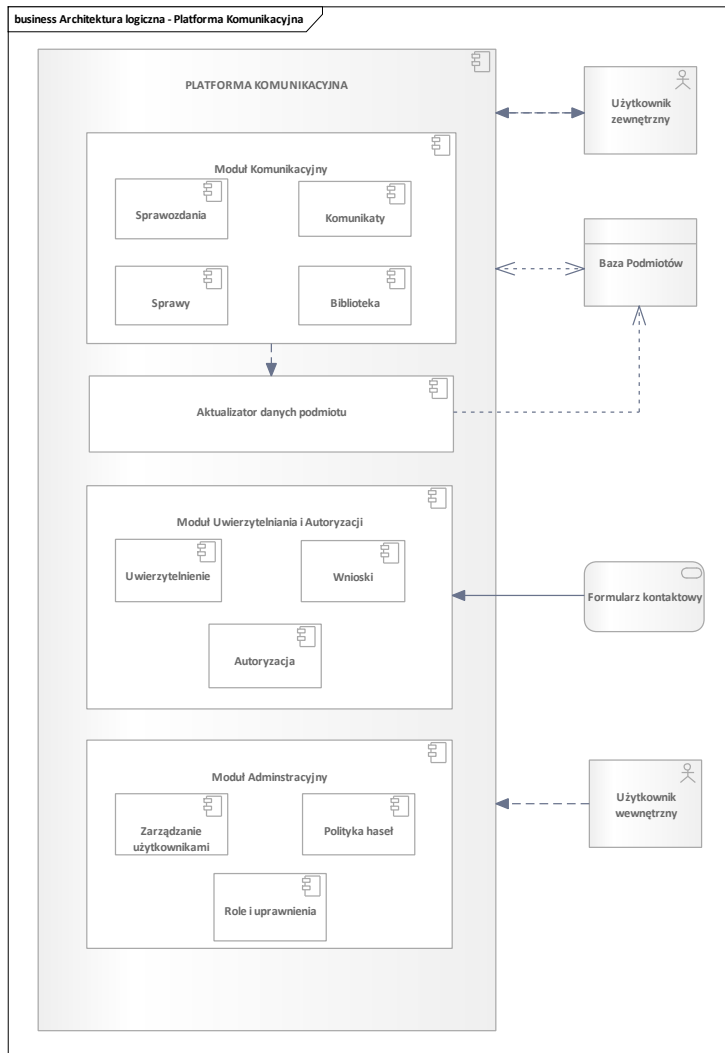 business Architektura logiczna - Platforma Komunikacyjna
PLATFORMA KOMUNIKACYJNA
Użytkownik
zewnętrzny
Moduł Komunikacyjny
Sprawozdania
Komunikaty
Sprawy
Biblioteka
Baza Podmiotów
Aktualizator danych podmiotu
Moduł Uwierzytelniania i Autoryzacji
Uwierzytelnienie
Wnioski
Autoryzacja
Formularz kontaktowy
Moduł Adminstracyjny
Zarządzanie
użytkownikami
Polityka haseł
Role i uprawnienia
Użytkownik
wewnętrzny